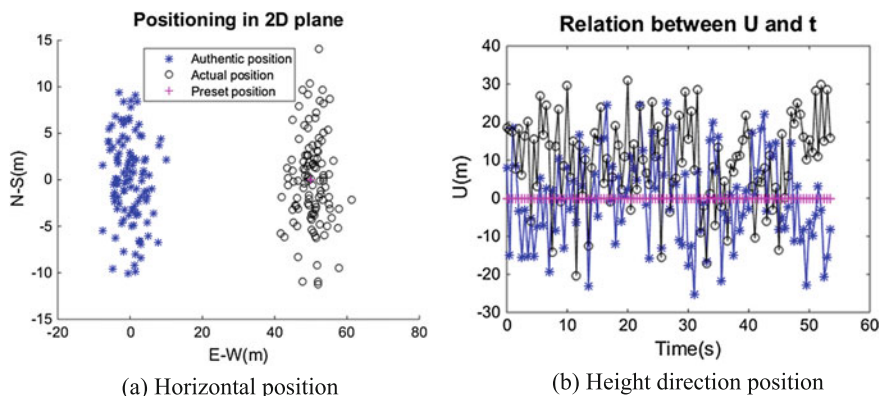 Positioning in 2D plane
15
10
5
0
-5
-10
-15
N-S(m)
Authentic position
Actual position
Preset position
-20
0
20
40
60
80
E-W(m)
(a) Horizontal position
Relation between U and t
40
30
20
10
0
-10
-20
-30
U(m)
0
10
20
30
40
50
60
Time(s)
(b) Height direction position